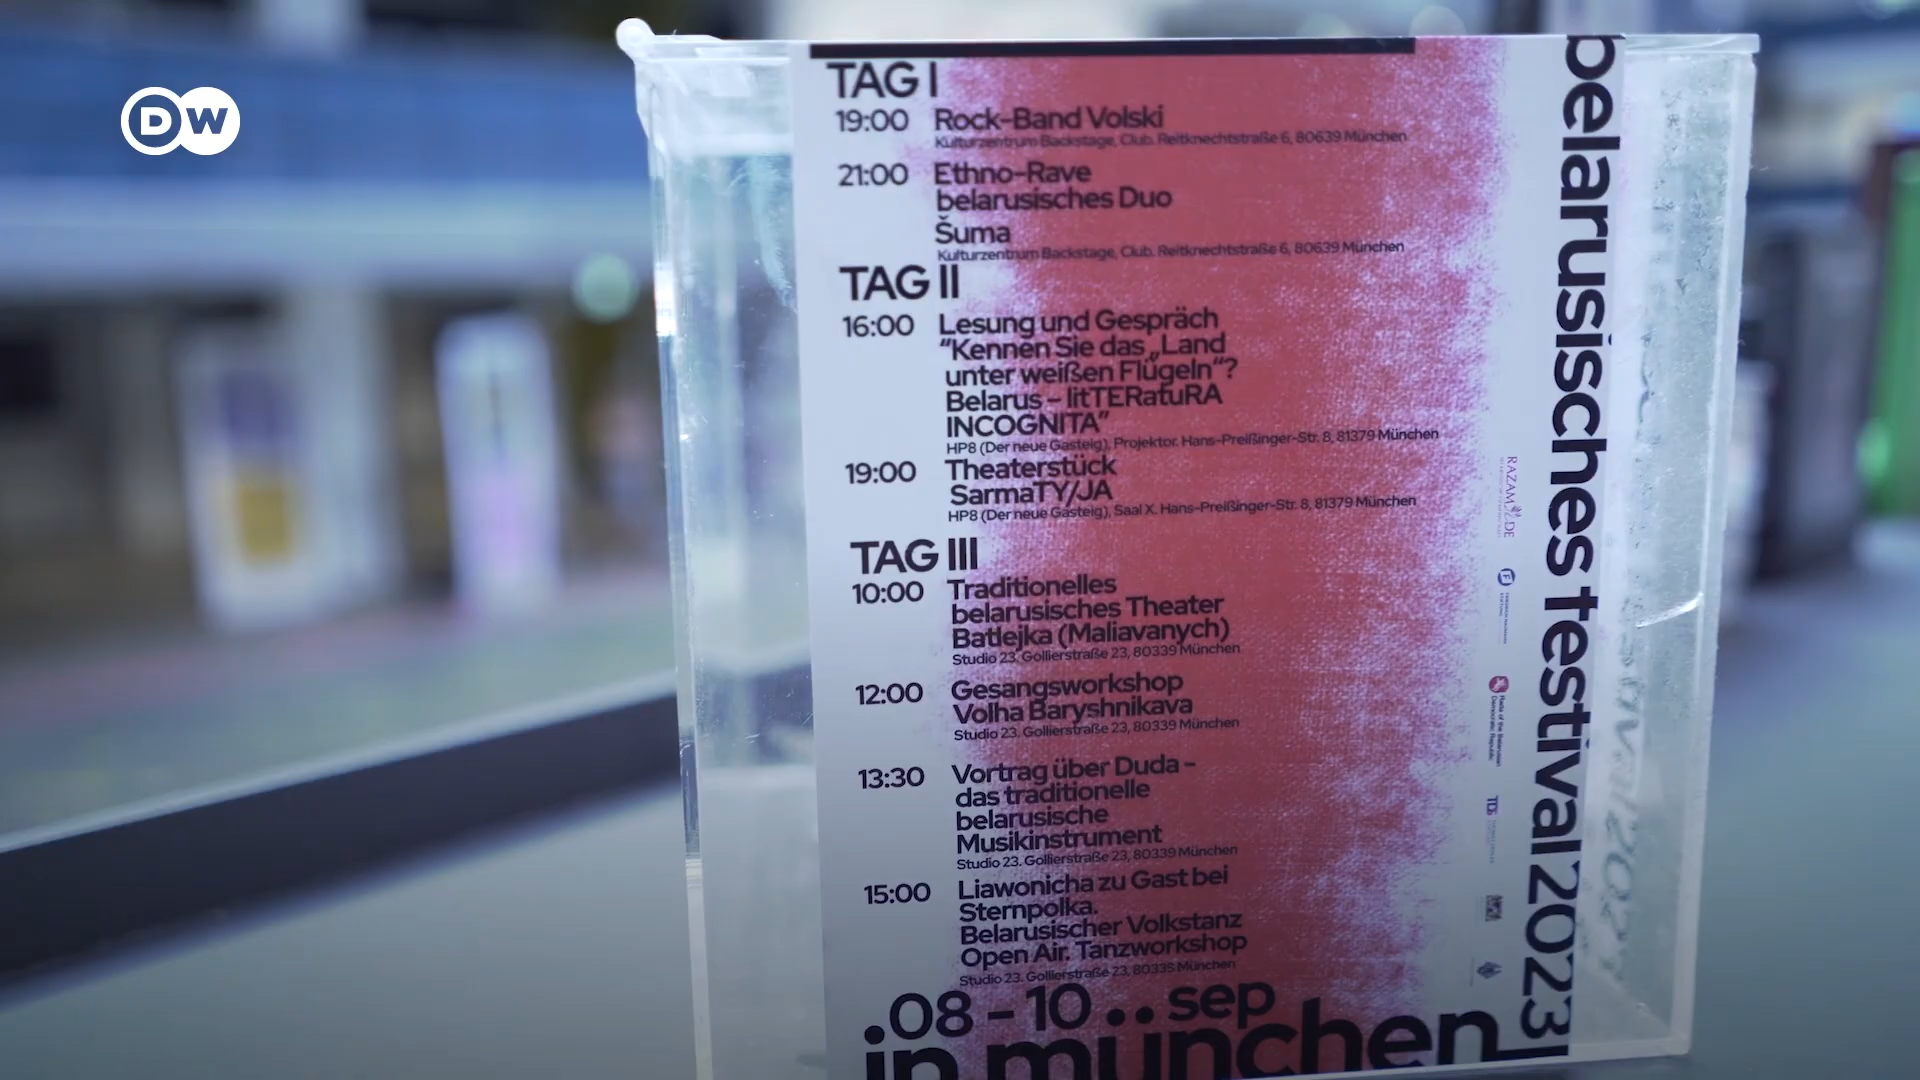 DW
TAG I
19:00 Rock-Band Volski
Kulturzentrum Backstage, Club. Reitknechtstraße 6, 80639 München
21:00 Ethno-Rave
belarusisches Duo
Šuma
Kulturzentrum Backstage, Club. Reitknechtstraße 6, 80639 München
TAG II
16:00 Lesung und Gespräch
“Kennen Sie das „Land
unter weißen Flügeln“?
Belarus – litTERatuRA
INCOGNITA”
HP8 (Der neue Gasteig), Projektor. Hans-Preißinger-Str. 8, 81379 München
19:00 Theaterstück
SarmaTY/JA
HP8 (Der neue Gasteig), Saal X. Hans-Preißinger-Str. 8, 81379 München
TAG III
10:00 Traditionelles
belarusisches Theater
Batlejka (Maliavanych)
Studio 23. Gollierstraße 23, 80339 München
12:00 Gesangsworkshop
Volha Baryshnikava
Studio 23. Gollierstraße 23, 80339 München
13:30 Vortrag über Duda –
das traditionelle
belarusische
Musikinstrument
Studio 23. Gollierstraße 23, 80339 München
15:00 Liawonicha zu Gast bei
Sternpolka.
Belarusischer Volkstanz
Open Air. Tanzworkshop
Studio 23. Gollierstraße 23, 80335 München
.08 – 10 .. sep
in münchen
belarusisches festival 2023
RAZAM DE
Rada of the Belarusian
Democratic Republic